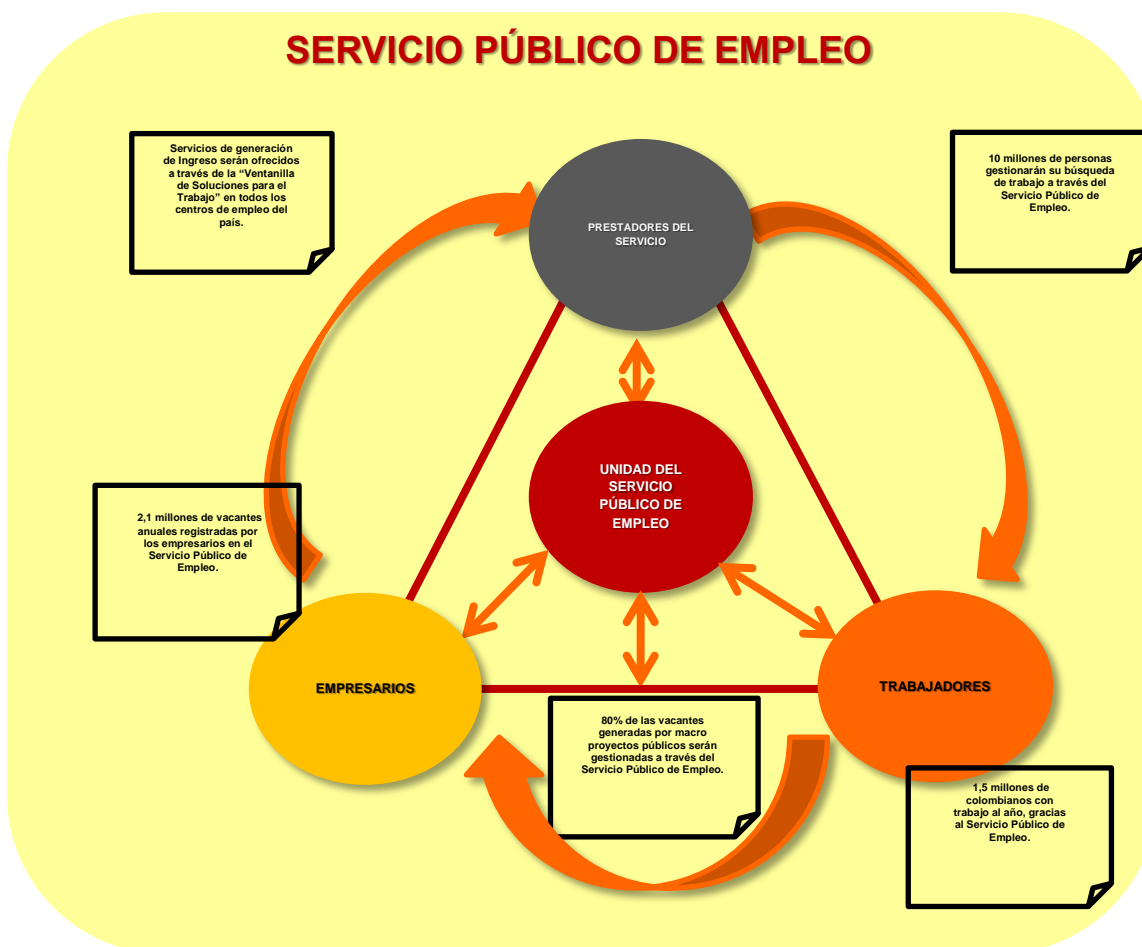 SERVICIO PÚBLICO DE EMPLEO
Servicios de generación
de Ingreso serán ofrecidos
a través de la “Ventanilla
de Soluciones para el
Trabajo” en todos los
centros de empleo del
país.
10 millones de personas
gestionarán su búsqueda
de trabajo a través del
Servicio Público de
Empleo.
PRESTADORES DEL
SERVICIO
UNIDAD DEL
SERVICIO
PÚBLICO DE
EMPLEO
2,1 millones de vacantes
anuales registradas por
los empresarios en el
Servicio Público de
Empleo.
EMPRESARIOS
TRABAJADORES
80% de las vacantes
generadas por macro
proyectos públicos serán
gestionadas a través del
Servicio Público de Empleo.
1,5 millones de
colombianos con
trabajo al año, gracias
al Servicio Público de
Empleo.